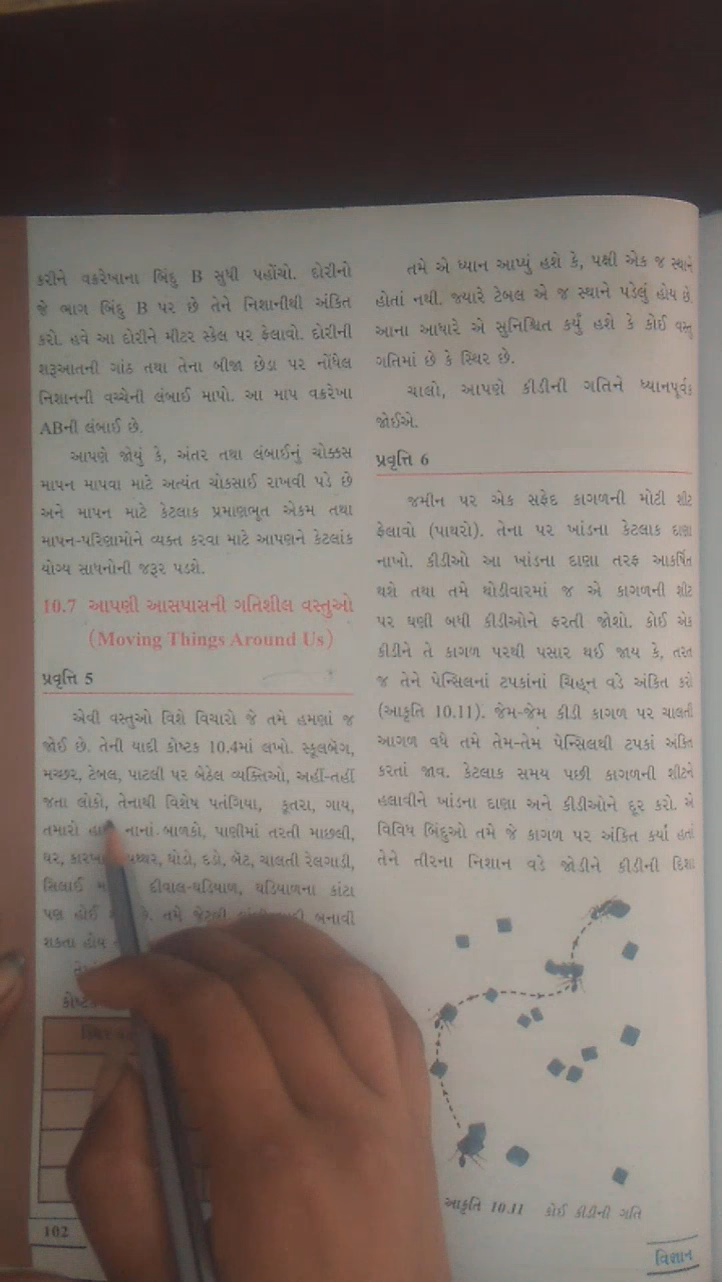 કરીને વક્રરેખાના બિંદુ B સુધી પહોંચો. દોરીનો
જે ભાગ બિંદુ B પર છે તેને નિશાનીથી અંકિત
કરો. હવે આ દોરીને મીટર સ્કેલ પર ફેલાવો. દોરીની
શરૂઆતની ગાંઠ તથા તેના બીજા છેડા પર નોંધેલ
નિશાનની વચ્ચેની લંબાઈ માપો. આ માપ વક્રરેખા
ABની લંબાઈ છે.
આપણે જોયું કે, અંતર તથા લંબાઈનું ચોક્કસ
માપન માપવા માટે અત્યંત ચોકસાઈ રાખવી પડે છે
અને માપન માટે કેટલાક પ્રમાણભૂત એકમ તથા
માપન-પરિણામોને વ્યક્ત કરવા માટે આપણને કેટલાંક
યોગ્ય સાધનોની જરૂર પડશે.
10.7 આપણી આસપાસની ગતિશીલ વસ્તુઓ
(Moving Things Around Us)
પ્રવૃત્તિ 5
એવી વસ્તુઓ વિશે વિચારો જે તમે હમણાં જ
જોઈ છે. તેની યાદી કોષ્ટક 10.4માં લખો. સ્કૂલબેગ,
મચ્છર, ટેબલ, પાટલી પર બેઠેલ વ્યક્તિઓ, અહીં-તહીં
જતા લોકો, તેનાથી વિશેષ પતંગિયા, કૂતરા, ગાય,
તમારો નાનાં બાળકો, પાણીમાં તરતી માછલી,
ઘર, પથ્થર, ઘોડો, દડો, બેટ, ચાલતી રેલગાડી,
સિલાઈ દીવાલ-ઘડિયાળ, ઘડિયાળના કાંટા
પણ હોઈ છે. તમે જેટલી બનાવી
શકતા હોય
102
તમે એ ધ્યાન આપ્યું હશે કે, પક્ષી એક જ સ્થાને
હોતાં નથી. જ્યારે ટેબલ એ જ સ્થાને પડેલું હોય છે.
આના આધારે એ સુનિશ્ચિત કર્યું હશે કે કોઈ વસ્તુ
ગતિમાં છે કે સ્થિર છે.
ચાલો, આપણે કીડીની ગતિને ધ્યાનપૂર્વક
જોઈએ.
પ્રવૃત્તિ 6
જમીન પર એક સફેદ કાગળની મોટી શીટ
ફેલાવો (પાથરો). તેના પર ખાંડના કેટલાક દાણા
નાખો. કીડીઓ આ ખાંડના દાણા તરફ આકર્ષિત
થશે તથા તમે થોડીવારમાં જ એ કાગળની શીટ
પર ઘણી બધી કીડીઓને ફરતી જોશો. કોઈ એક
કીડીને તે કાગળ પરથી પસાર થઈ જાય કે, તરત
જ તેને પેન્સિલનાં ટપકાંનાં ચિહ્ન વડે અંકિત કરો
(આકૃતિ 10.11). જેમ-જેમ કીડી કાગળ પર ચાલતી
આગળ વધે તમે તેમ-તેમ પેન્સિલથી ટપકાં અંકિત
કરતાં જાવ. કેટલાક સમય પછી કાગળની શીટને
હલાવીને ખાંડના દાણા અને કીડીઓને દૂર કરો. એ
વિવિધ બિંદુઓ તમે જે કાગળ પર અંકિત કર્યા હતાં
તેને તીરના નિશાન વડે જોડીને કીડીની દિશા
આકૃતિ 10.11 કોઈ કીડીની ગતિ
વિજ્ઞાન